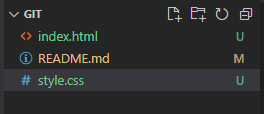 GIT
<> index.html U
README.md M
# style.css U